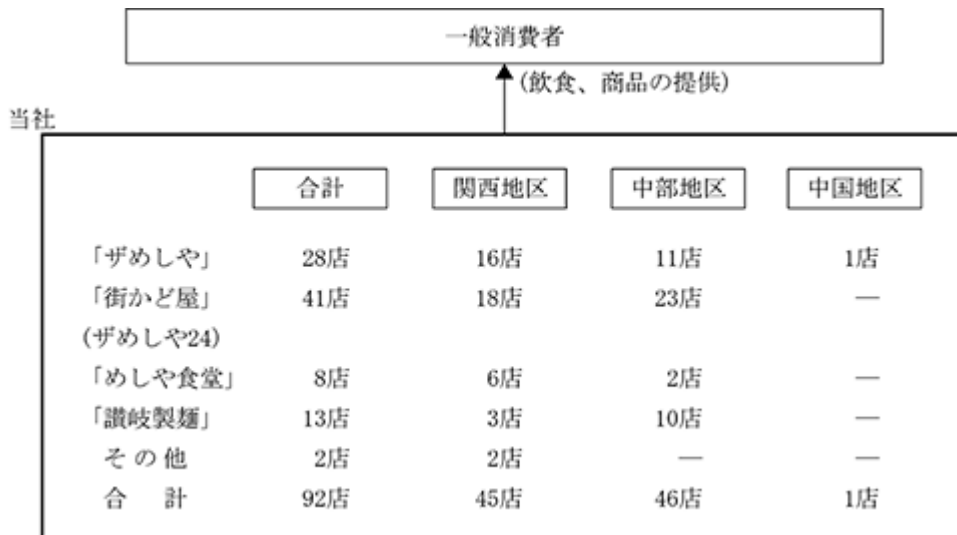 一般消費者
(飲食、商品の提供)
当社
合計 関西地区 中部地区 中国地区
「ザめしや」 28店 16店 11店 1店
「街かど屋」 41店 18店 23店 ―
(ザめしや24)
「めしや食堂」 8店 6店 2店 ―
「讃岐製麺」 13店 3店 10店 ―
その他 2店 2店 ― ―
合 計 92店 45店 46店 1店